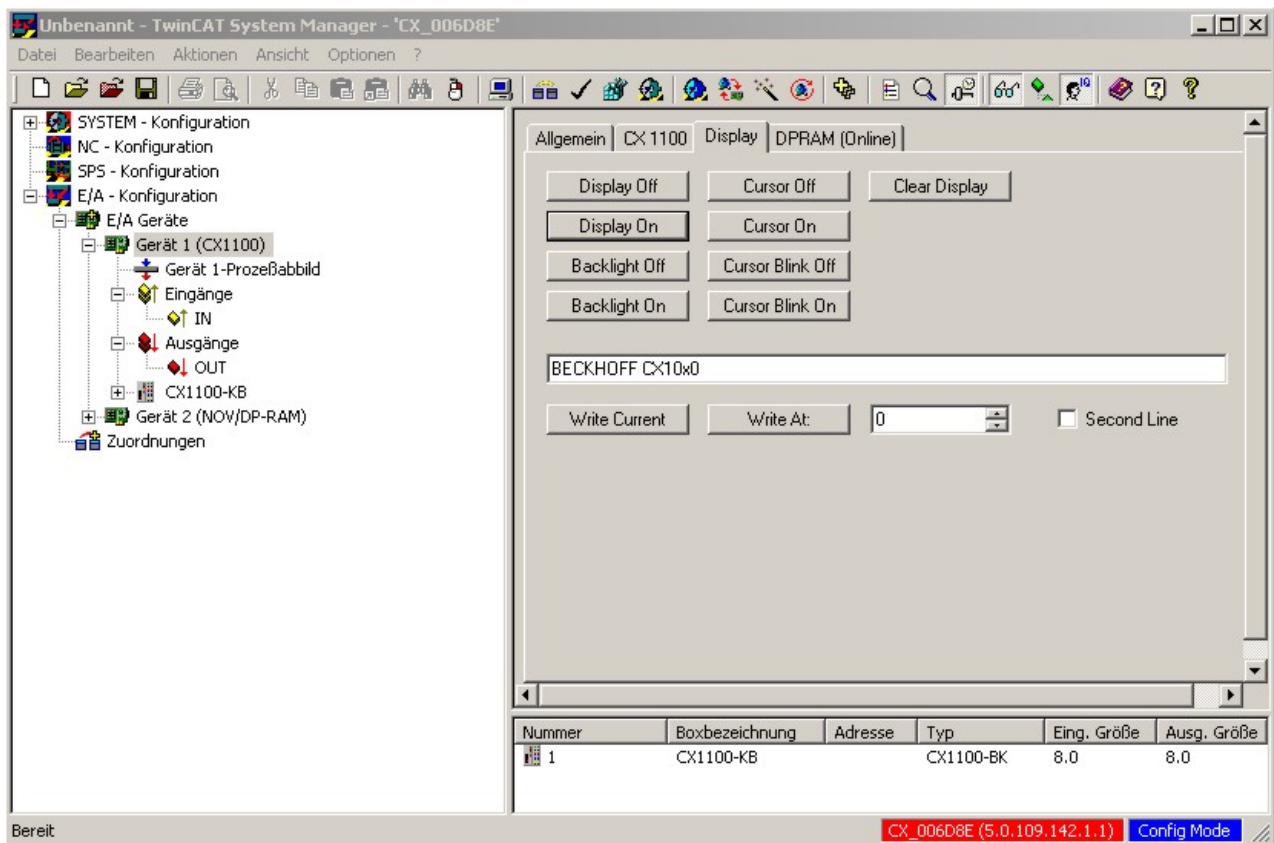 Unbenannt - TwinCAT System Manager - 'CX_006D8E'
Datei Bearbeiten Aktionen Ansicht Optionen ?
SYSTEM - Konfiguration
NC - Konfiguration
SPS - Konfiguration
E/A - Konfiguration
E/A Geräte
Gerät 1 (CX1100)
Gerät 1-Prozeßabbild
Eingänge
IN
Ausgänge
OUT
CX1100-KB
Gerät 2 (NOV/DP-RAM)
Zuordnungen
Allgemein CX 1100 Display DPRAM (Online)
Display Off Cursor Off Clear Display
Display On Cursor On
Backlight Off Cursor Blink Off
Backlight On Cursor Blink On
BECKHOFF CX10x0
Write Current Write At: 0 Second Line
Nummer Boxbezeichnung Adresse Typ Eing. Größe Ausg. Größe
1 CX1100-KB CX1100-BK 8.0 8.0
Bereit CX_006D8E (5.0.109.142.1.1) Config Mode